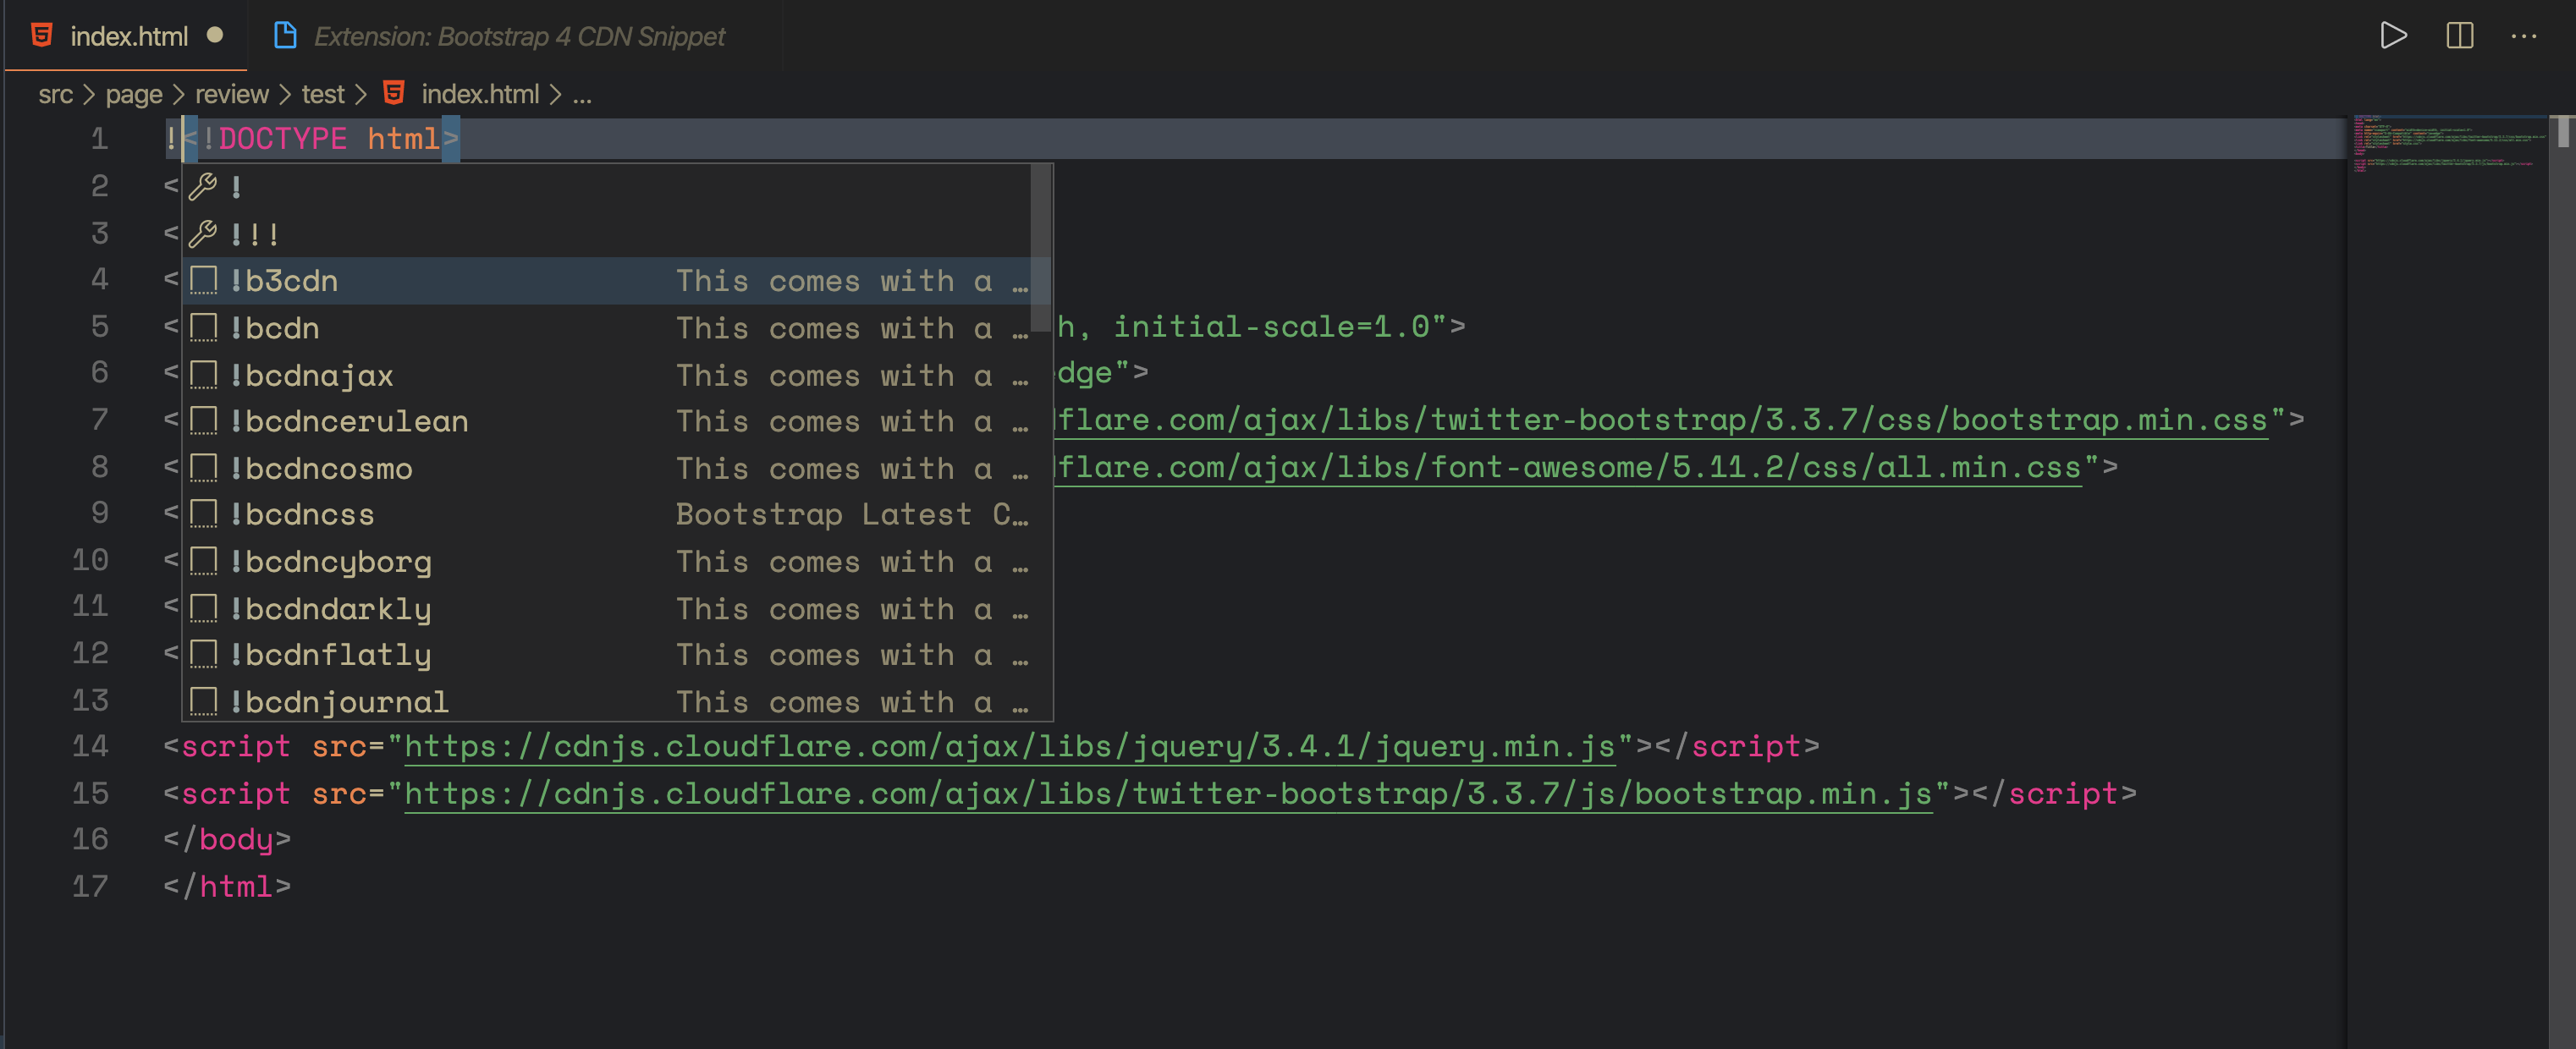 index.html
Extension: Bootstrap 4 CDN Snippet
src > page > review > test > index.html > ...
1 !<!DOCTYPE html>
2 < !
3 < !!!
4 < !b3cdn This comes with a …
5 < !bcdn This comes with a … h, initial-scale=1.0">
6 < !bcdnajax This comes with a … dge">
7 < !bcdncerulean This comes with a … flare.com/ajax/libs/twitter-bootstrap/3.3.7/css/bootstrap.min.css">
8 < !bcdncosmo This comes with a … flare.com/ajax/libs/font-awesome/5.11.2/css/all.min.css">
9 < !bcdncss Bootstrap Latest C…
10 < !bcdncyborg This comes with a …
11 < !bcdndarkly This comes with a …
12 < !bcdnflatly This comes with a …
13 !bcdnjournal This comes with a …
14 <script src="https://cdnjs.cloudflare.com/ajax/libs/jquery/3.4.1/jquery.min.js"></script>
15 <script src="https://cdnjs.cloudflare.com/ajax/libs/twitter-bootstrap/3.3.7/js/bootstrap.min.js"></script>
16 </body>
17 </html>